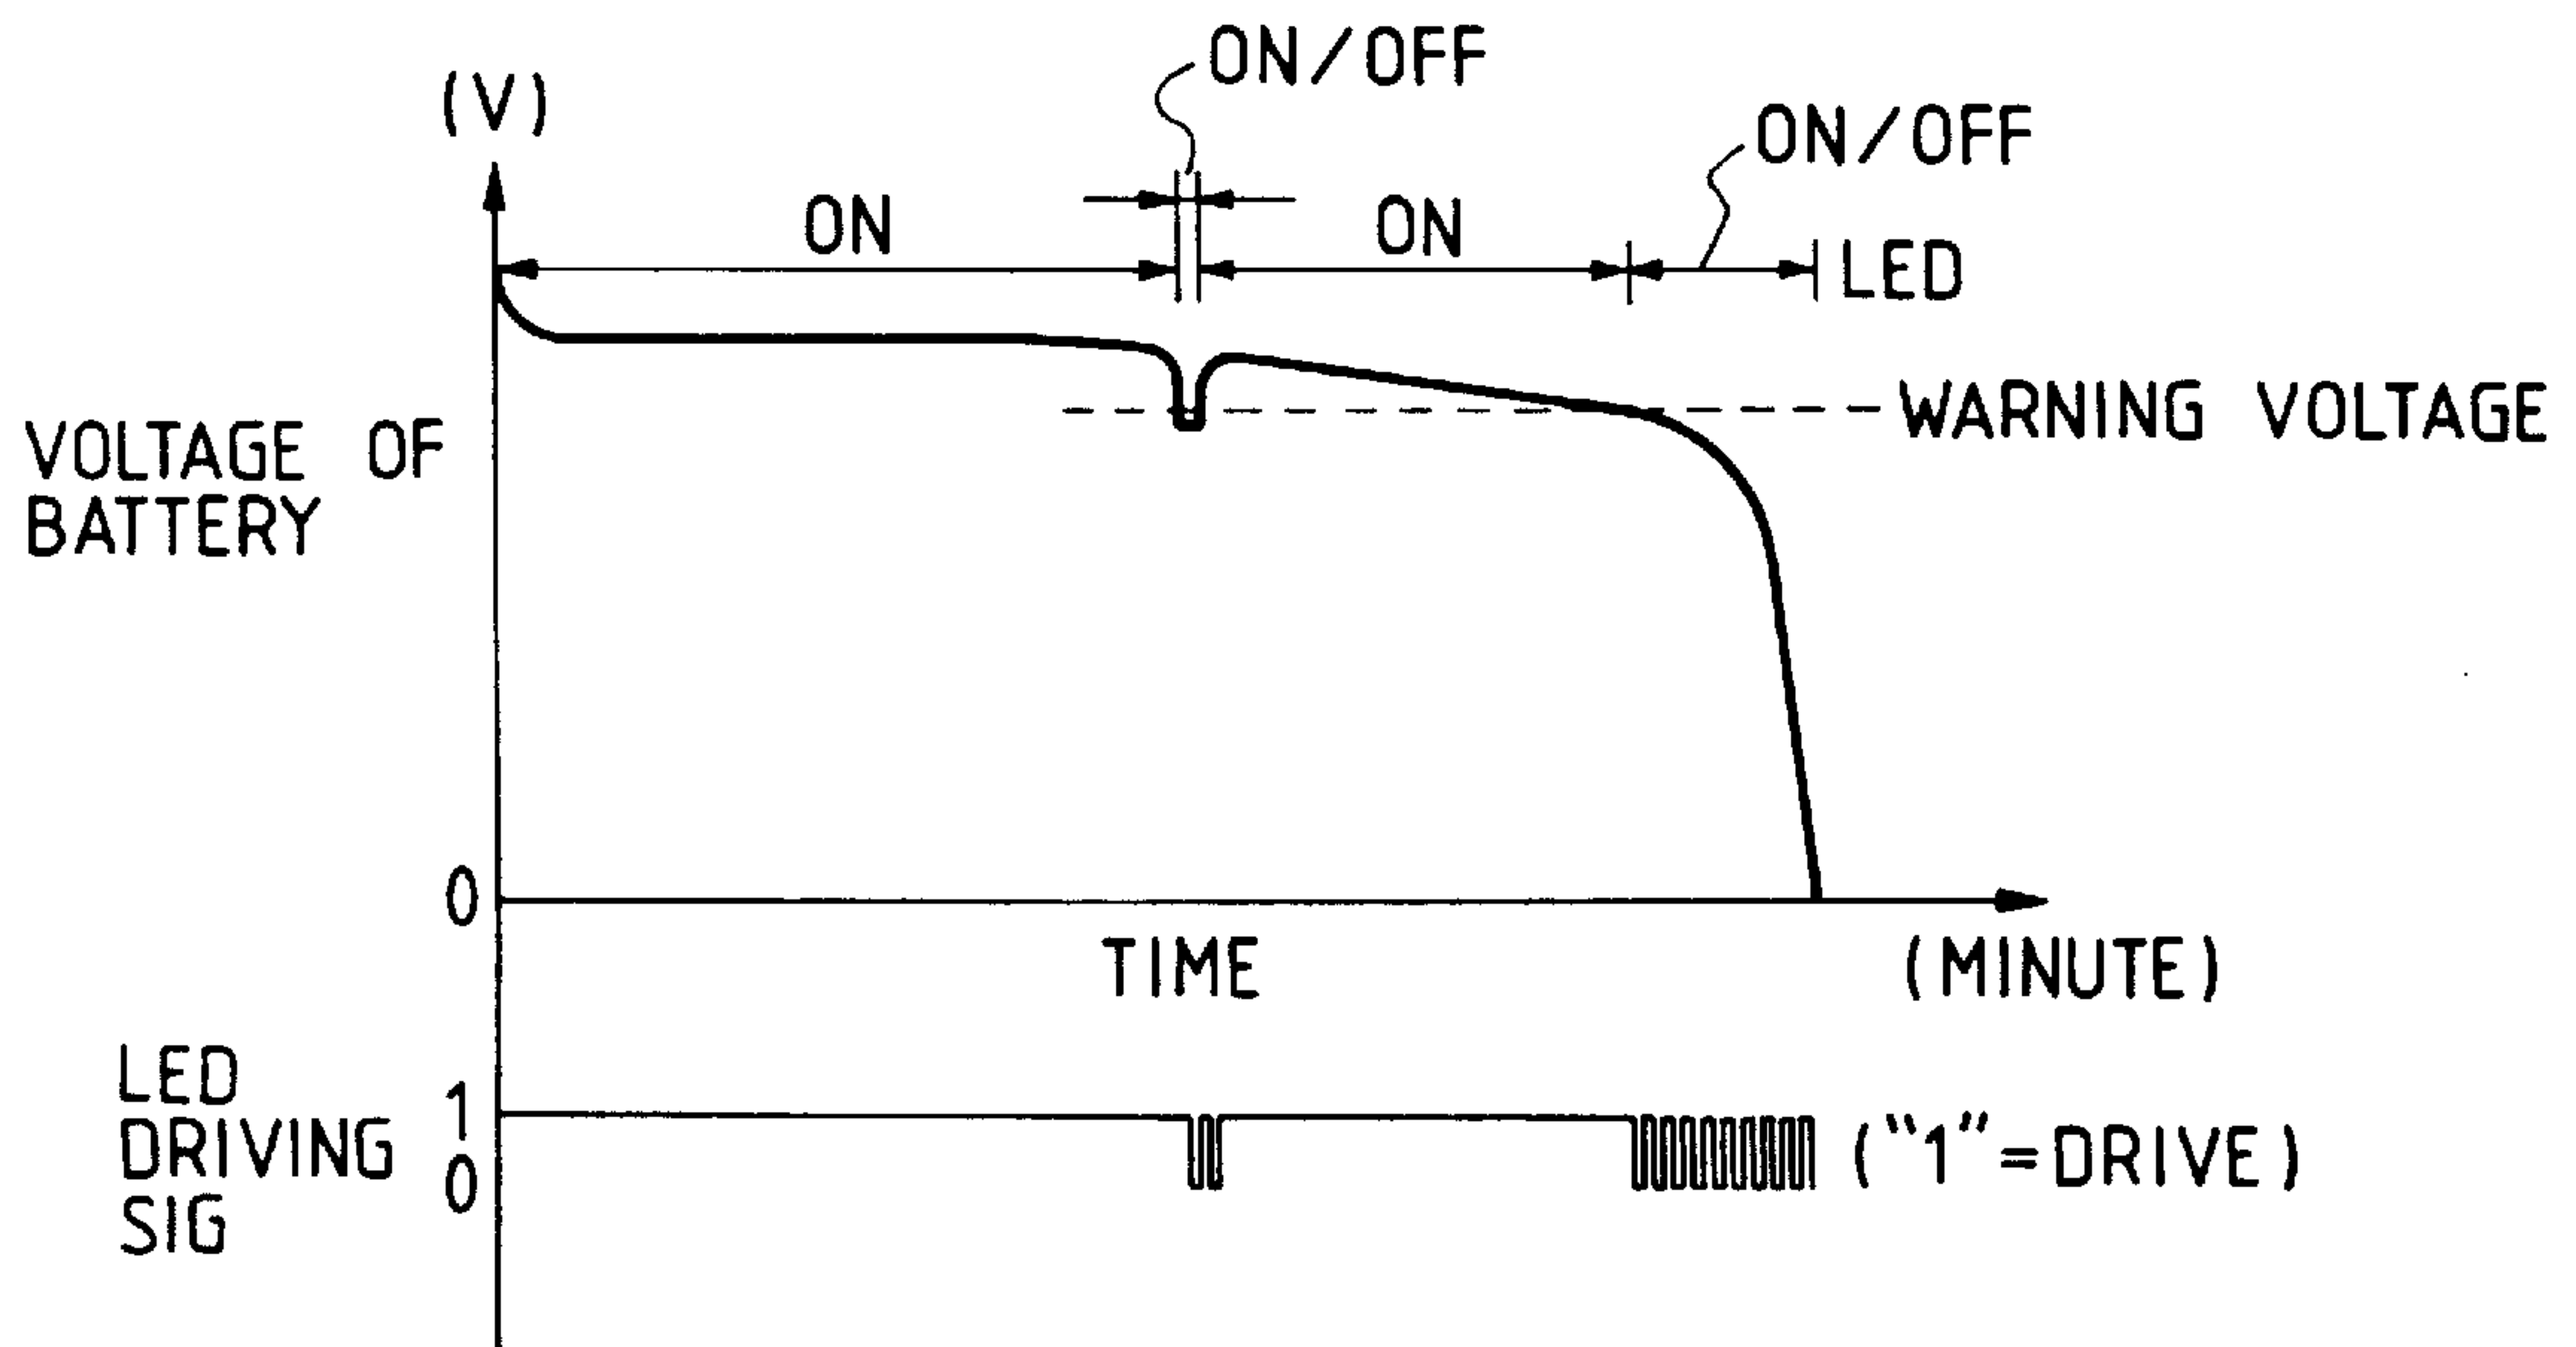 ON/OFF
(V)
ON/OFF
ON
ON
LED
WARNING VOLTAGE
VOLTAGE OF
BATTERY
0
TIME
(MINUTE)
LED
DRIVING
SIG
1
0
("1"=DRIVE)